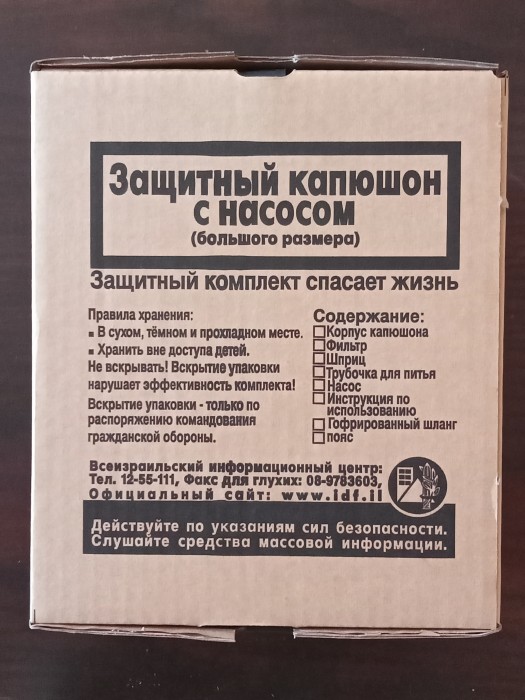 Защитный капюшон
с насосом
(большого размера)
Защитный комплект спасает жизнь
Правила хранения:
▪ В сухом, тёмном и прохладном месте.
▪ Хранить вне доступа детей.
Не вскрывать! Вскрытие упаковки
нарушает эффективность комплекта!
Вскрытие упаковки - только по
распоряжению командования
гражданской обороны.
Содержание:
☐ Корпус капюшона
☐ Фильтр
☐ Шприц
☐ Трубочка для питья
☐ Насос
☐ Инструкция по
использованию
☐ Гофрированный шланг
☐ пояс
Всеизраильский информационный центр:
Тел. 12-55-111, Факс для глухих: 08-9783603,
Официальный сайт: www.idf.il
Действуйте по указаниям сил безопасности.
Слушайте средства массовой информации.